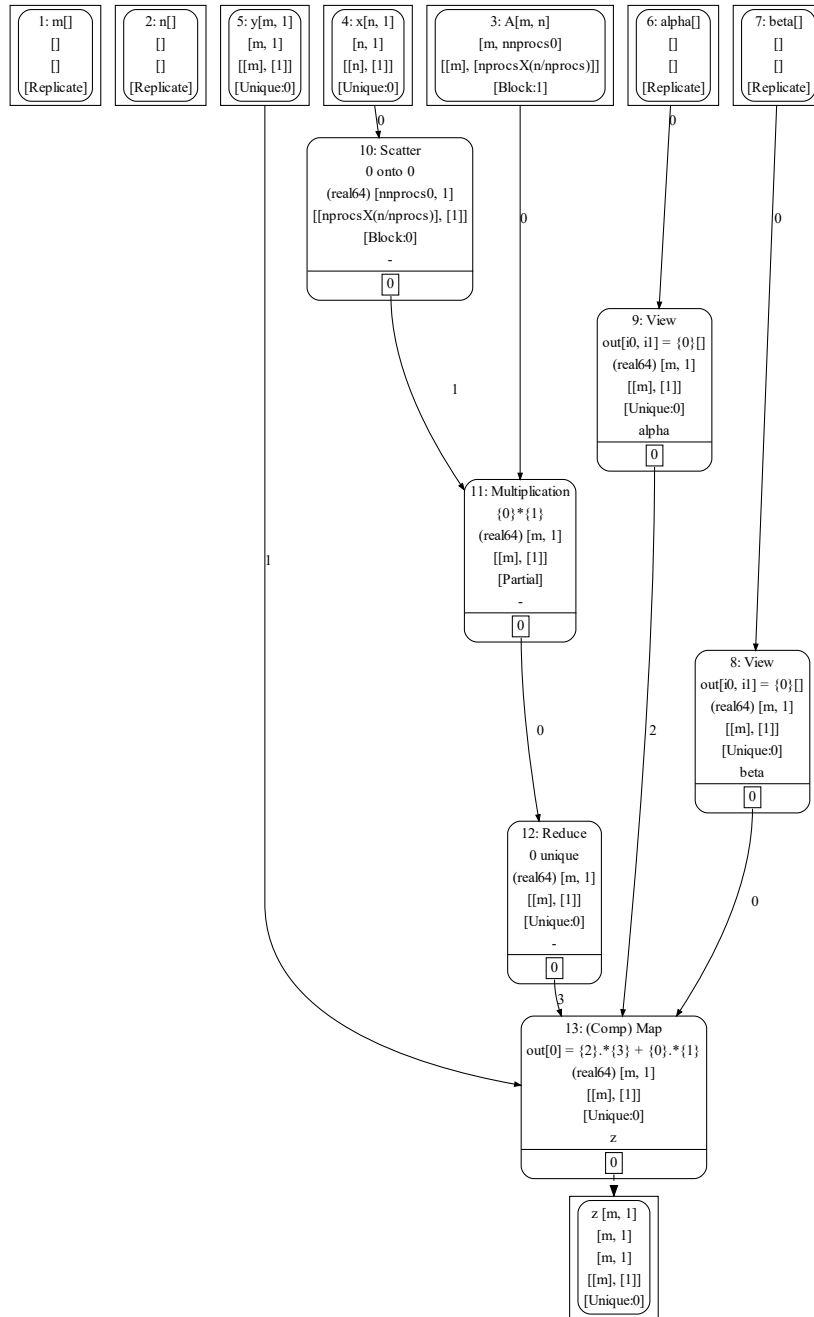 1: m[]
[]
[]
[Replicate]
2: n[]
[]
[]
[Replicate]
5: y[m, 1]
[m, 1]
[[m], [1]]
[Unique:0]
4: x[n, 1]
[n, 1]
[[n], [1]]
[Unique:0]
3: A[m, n]
[m, nnprocs0]
[[m], [nprocsX(n/nprocs)]]
[Block:1]
6: alpha[]
[]
[]
[Replicate]
7: beta[]
[]
[]
[Replicate]
0
0
10: Scatter
0 onto 0
(real64) [nnprocs0, 1]
[[nprocsX(n/nprocs)], [1]]
[Block:0]
-
0
0
0
9: View
out[i0, i1] = {0}[]
(real64) [m, 1]
[[m], [1]]
[Unique:0]
alpha
0
1
11: Multiplication
{0}*{1}
(real64) [m, 1]
[[m], [1]]
[Partial]
-
0
1
8: View
out[i0, i1] = {0}[]
(real64) [m, 1]
[[m], [1]]
[Unique:0]
beta
0
0
2
12: Reduce
0 unique
(real64) [m, 1]
[[m], [1]]
[Unique:0]
-
0
0
3
13: (Comp) Map
out[0] = {2}.*{3} + {0}.*{1}
(real64) [m, 1]
[[m], [1]]
[Unique:0]
z
0
z [m, 1]
[m, 1]
[m, 1]
[[m], [1]]
[Unique:0]